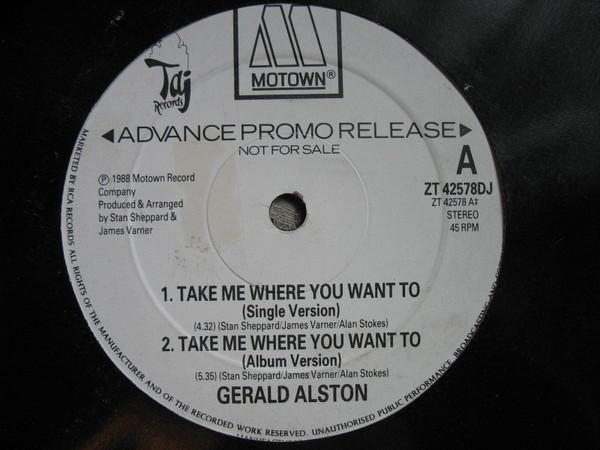 Taj
Records
MOTOWN®
◄ADVANCE PROMO RELEASE►
NOT FOR SALE
A
℗ 1988 Motown Record
Company
Produced & Arranged
by Stan Sheppard &
James Varner
ZT 42578DJ
ZT 42578 A‡
STEREO
45 RPM
1. TAKE ME WHERE YOU WANT TO
(Single Version)
(4.32) (Stan Sheppard/James Varner/Alan Stokes)
2. TAKE ME WHERE YOU WANT TO
(Album Version)
(5.35) (Stan Sheppard/James Varner/Alan Stokes)
GERALD ALSTON
MARKETED BY RCA RECORDS ALL RIGHTS OF THE MANUFACTURER AND OF THE RECORDED WORK RESERVED. UNAUTHORISED PUBLIC PERFORMANCE, BROADCASTING AND